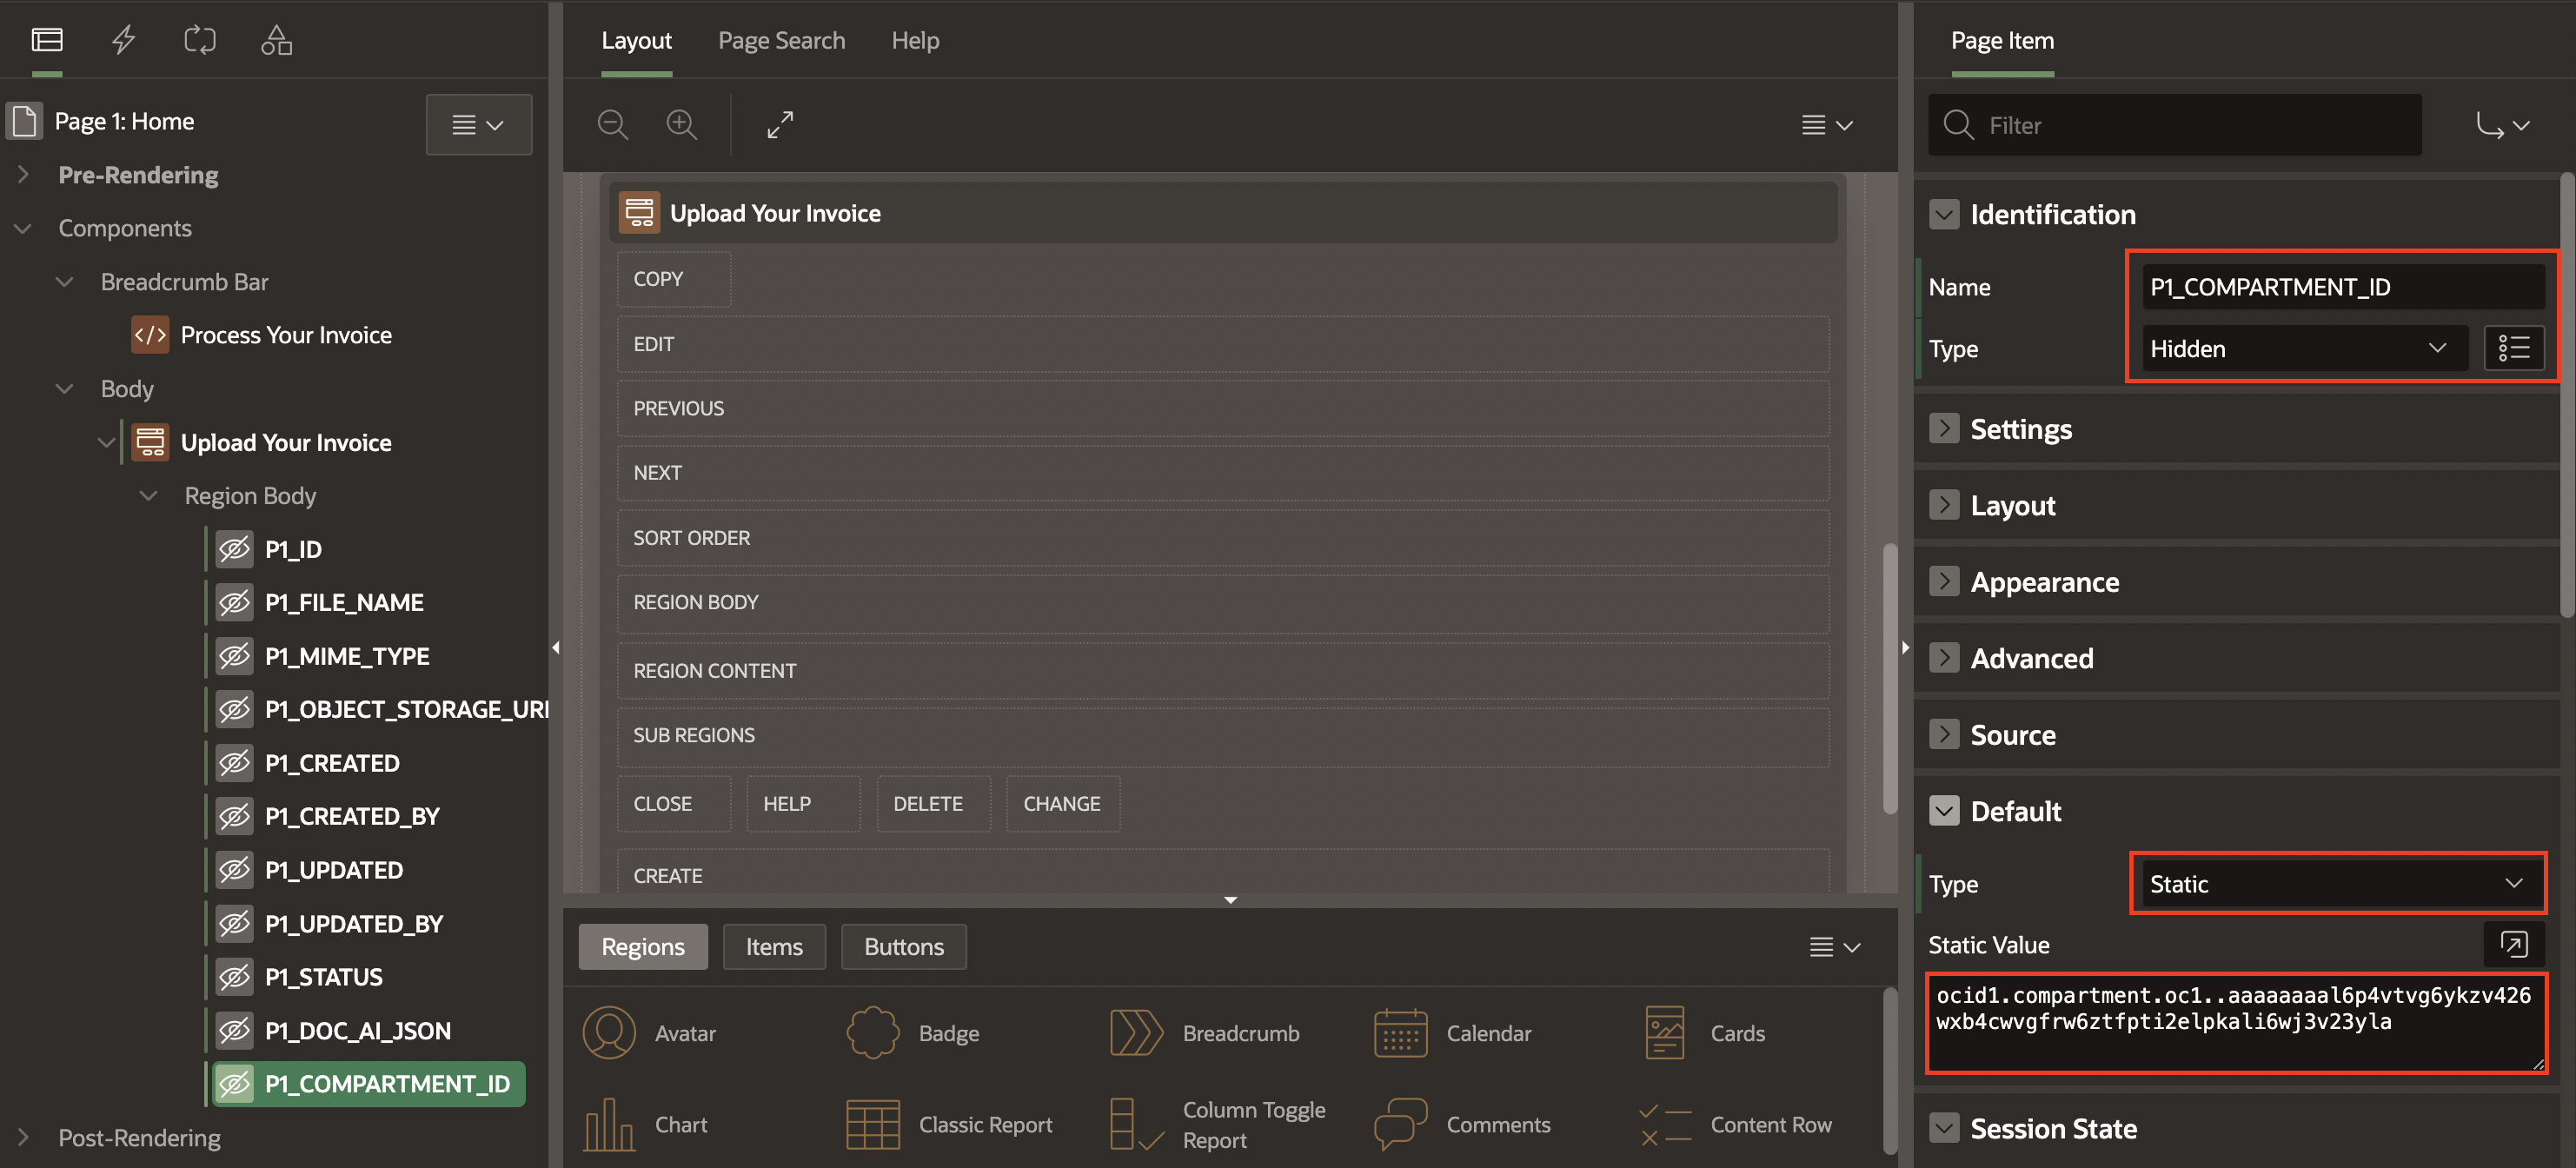 Page 1: Home
Pre-Rendering
Components
Breadcrumb Bar
Process Your Invoice
Body
Upload Your Invoice
Region Body
P1_ID
P1_FILE_NAME
P1_MIME_TYPE
P1_OBJECT_STORAGE_URL
P1_CREATED
P1_CREATED_BY
P1_UPDATED
P1_UPDATED_BY
P1_STATUS
P1_DOC_AI_JSON
P1_COMPARTMENT_ID
Post-Rendering
Layout Page Search Help
Upload Your Invoice
COPY
EDIT
PREVIOUS
NEXT
SORT ORDER
REGION BODY
REGION CONTENT
SUB REGIONS
CLOSE HELP DELETE CHANGE
CREATE
Regions Items Buttons
Avatar Badge Breadcrumb Calendar Cards
Chart Classic Report Column Toggle Report Comments Content Row
Page Item
Filter
Identification
Name P1_COMPARTMENT_ID
Type Hidden
Settings
Layout
Appearance
Advanced
Source
Default
Type Static
Static Value
ocid1.compartment.oc1..aaaaaaaal6p4vtvg6ykzv426
wxb4cwvgfrw6ztfpti2elpkali6wj3v23yla
Session State